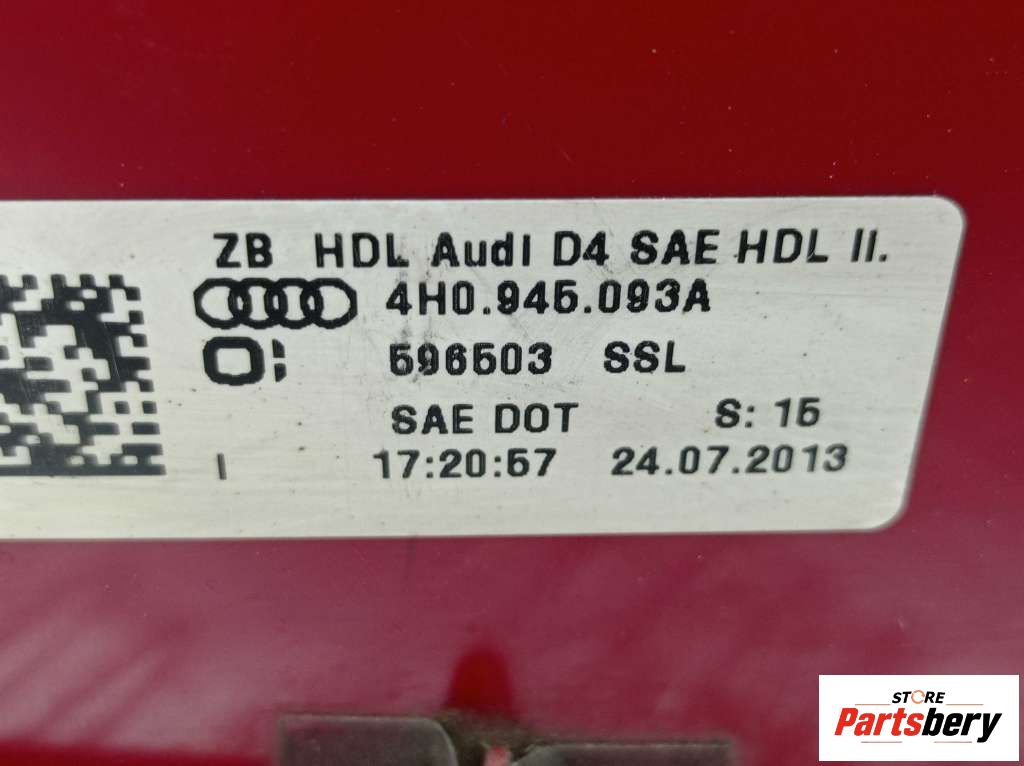 ZB HDL Audi D4 SAE HDL II.
4H0.945.093A
O: 596503 SSL
SAE DOT S: 15
I 17:20:57 24.07.2013
STORE
Partsbery